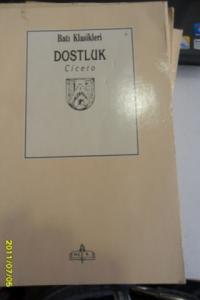 Batı Klasikleri
DOSTLUK
Cicero
2011/07/06